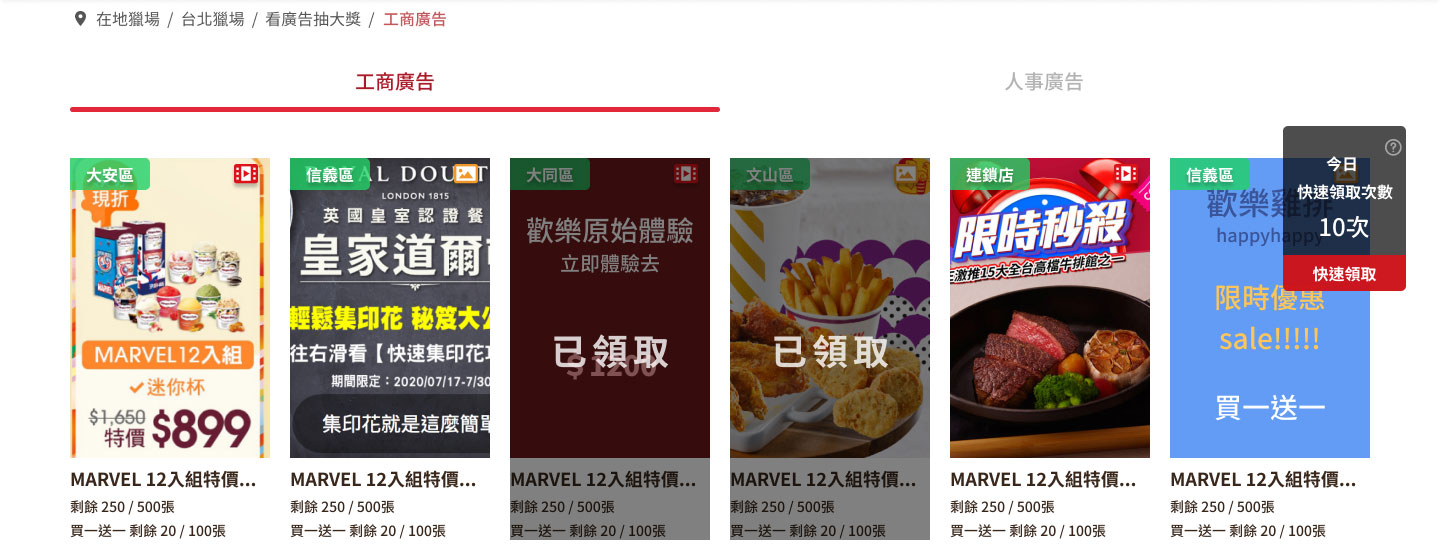 在地獵場 / 台北獵場 / 看廣告抽大獎 / 工商廣告
工商廣告
人事廣告
大安區
現折
MARVEL12入組
迷你杯
$1,650
特價 $899
MARVEL 12入組特價...
剩餘 250 / 500張
買一送一 剩餘 20 / 100張
信義區
AL DOU
LONDON 1815
英國皇室認證餐
皇家道爾
輕鬆集印花 秘笈大公
往右滑看【快速集印花
期間限定：2020/07/17-7/30
集印花就是這麼簡單
MARVEL 12入組特價...
剩餘 250 / 500張
買一送一 剩餘 20 / 100張
大同區
歡樂原始體驗
立即體驗去
已領取
$ 1200
MARVEL 12入組特價...
剩餘 250 / 500張
買一送一 剩餘 20 / 100張
文山區
已領取
MARVEL 12入組特價...
剩餘 250 / 500張
買一送一 剩餘 20 / 100張
連鎖店
限時秒殺
激推15大全台高檔牛排館之一
MARVEL 12入組特價...
剩餘 250 / 500張
買一送一 剩餘 20 / 100張
信義區
歡樂雞排
happyhappy
限時優惠
sale!!!!!
買一送一
MARVEL 12入組特價...
剩餘 250 / 500張
買一送一 剩餘 20 / 100張
?
今日
快速領取次數
10次
快速領取